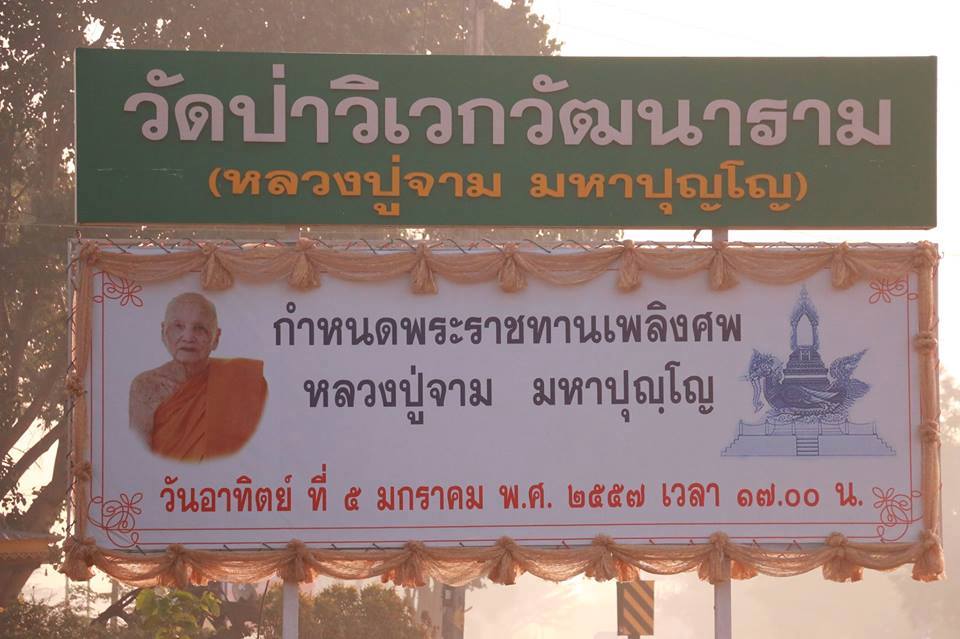 วัดป่าวิเวกวัฒนาราม
(หลวงปู่จาม มหาปุญฺโญ)
กำหนดพระราชทานเพลิงศพ
หลวงปู่จาม มหาปุญฺโญ
วันอาทิตย์ ที่ ๕ มกราคม พ.ศ. ๒๕๕๗ เวลา ๑๗.๐๐ น.